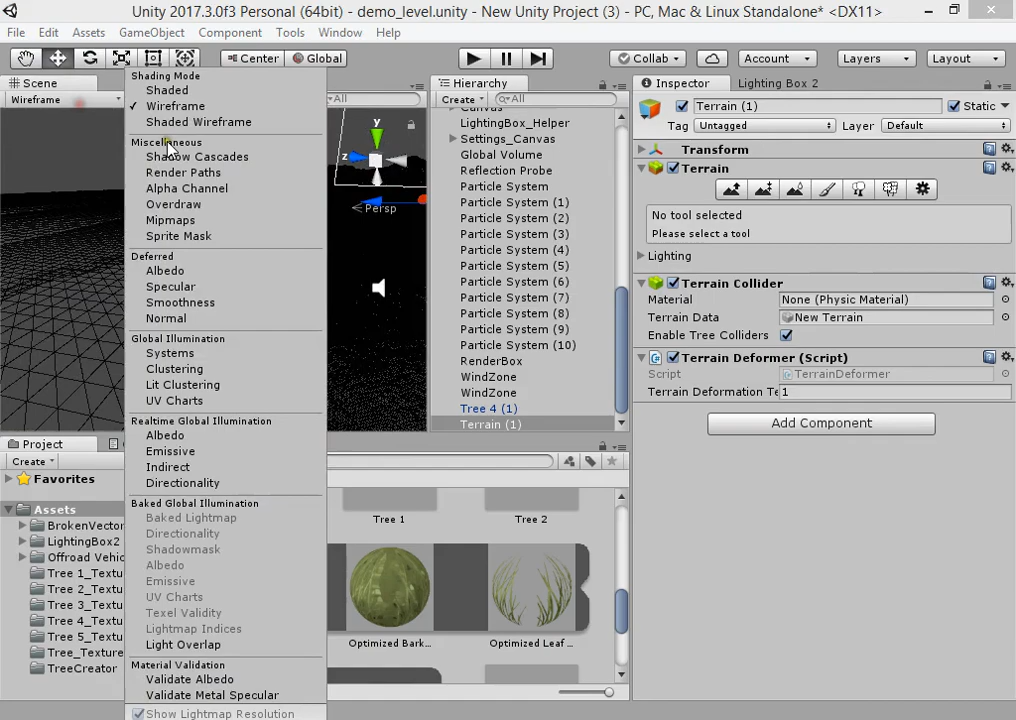 Unity 2017.3.0f3 Personal (64bit) - demo_level.unity - New Unity Project (3) - PC, Mac & Linux Standalone* <DX11>
File Edit Assets GameObject Component Tools Window Help
Center Global Collab Account Layers Layout
Scene
Wireframe
All
y
z
Persp
Shading Mode
Shaded
Wireframe
Shaded Wireframe
Miscellaneous
Shadow Cascades
Render Paths
Alpha Channel
Overdraw
Mipmaps
Sprite Mask
Deferred
Albedo
Specular
Smoothness
Normal
Global Illumination
Systems
Clustering
Lit Clustering
UV Charts
Realtime Global Illumination
Albedo
Emissive
Indirect
Directionality
Baked Global Illumination
Baked Lightmap
Directionality
Shadowmask
Albedo
Emissive
UV Charts
Texel Validity
Lightmap Indices
Light Overlap
Material Validation
Validate Albedo
Validate Metal Specular
Show Lightmap Resolution
Hierarchy
Create All
LightingBox_Helper
Settings_Canvas
Global Volume
Reflection Probe
Particle System
Particle System (1)
Particle System (2)
Particle System (3)
Particle System (4)
Particle System (5)
Particle System (6)
Particle System (7)
Particle System (8)
Particle System (9)
Particle System (10)
RenderBox
WindZone
WindZone
Tree 4 (1)
Terrain (1)
Inspector Lighting Box 2
Terrain (1) Static
Tag Untagged Layer Default
Transform
Terrain
No tool selected
Please select a tool
Lighting
Terrain Collider
Material None (Physic Material)
Terrain Data New Terrain
Enable Tree Colliders
Terrain Deformer (Script)
Script TerrainDeformer
Terrain Deformation Te 1
Add Component
Project
Create
Favorites
Assets
BrokenVector
LightingBox2
Offroad Vehic
Tree 1_Textu
Tree 2_Textu
Tree 3_Textu
Tree 4_Textu
Tree 5_Textu
Tree_Texture
TreeCreator
Tree 1 Tree 2
Optimized Bark... Optimized Leaf ...